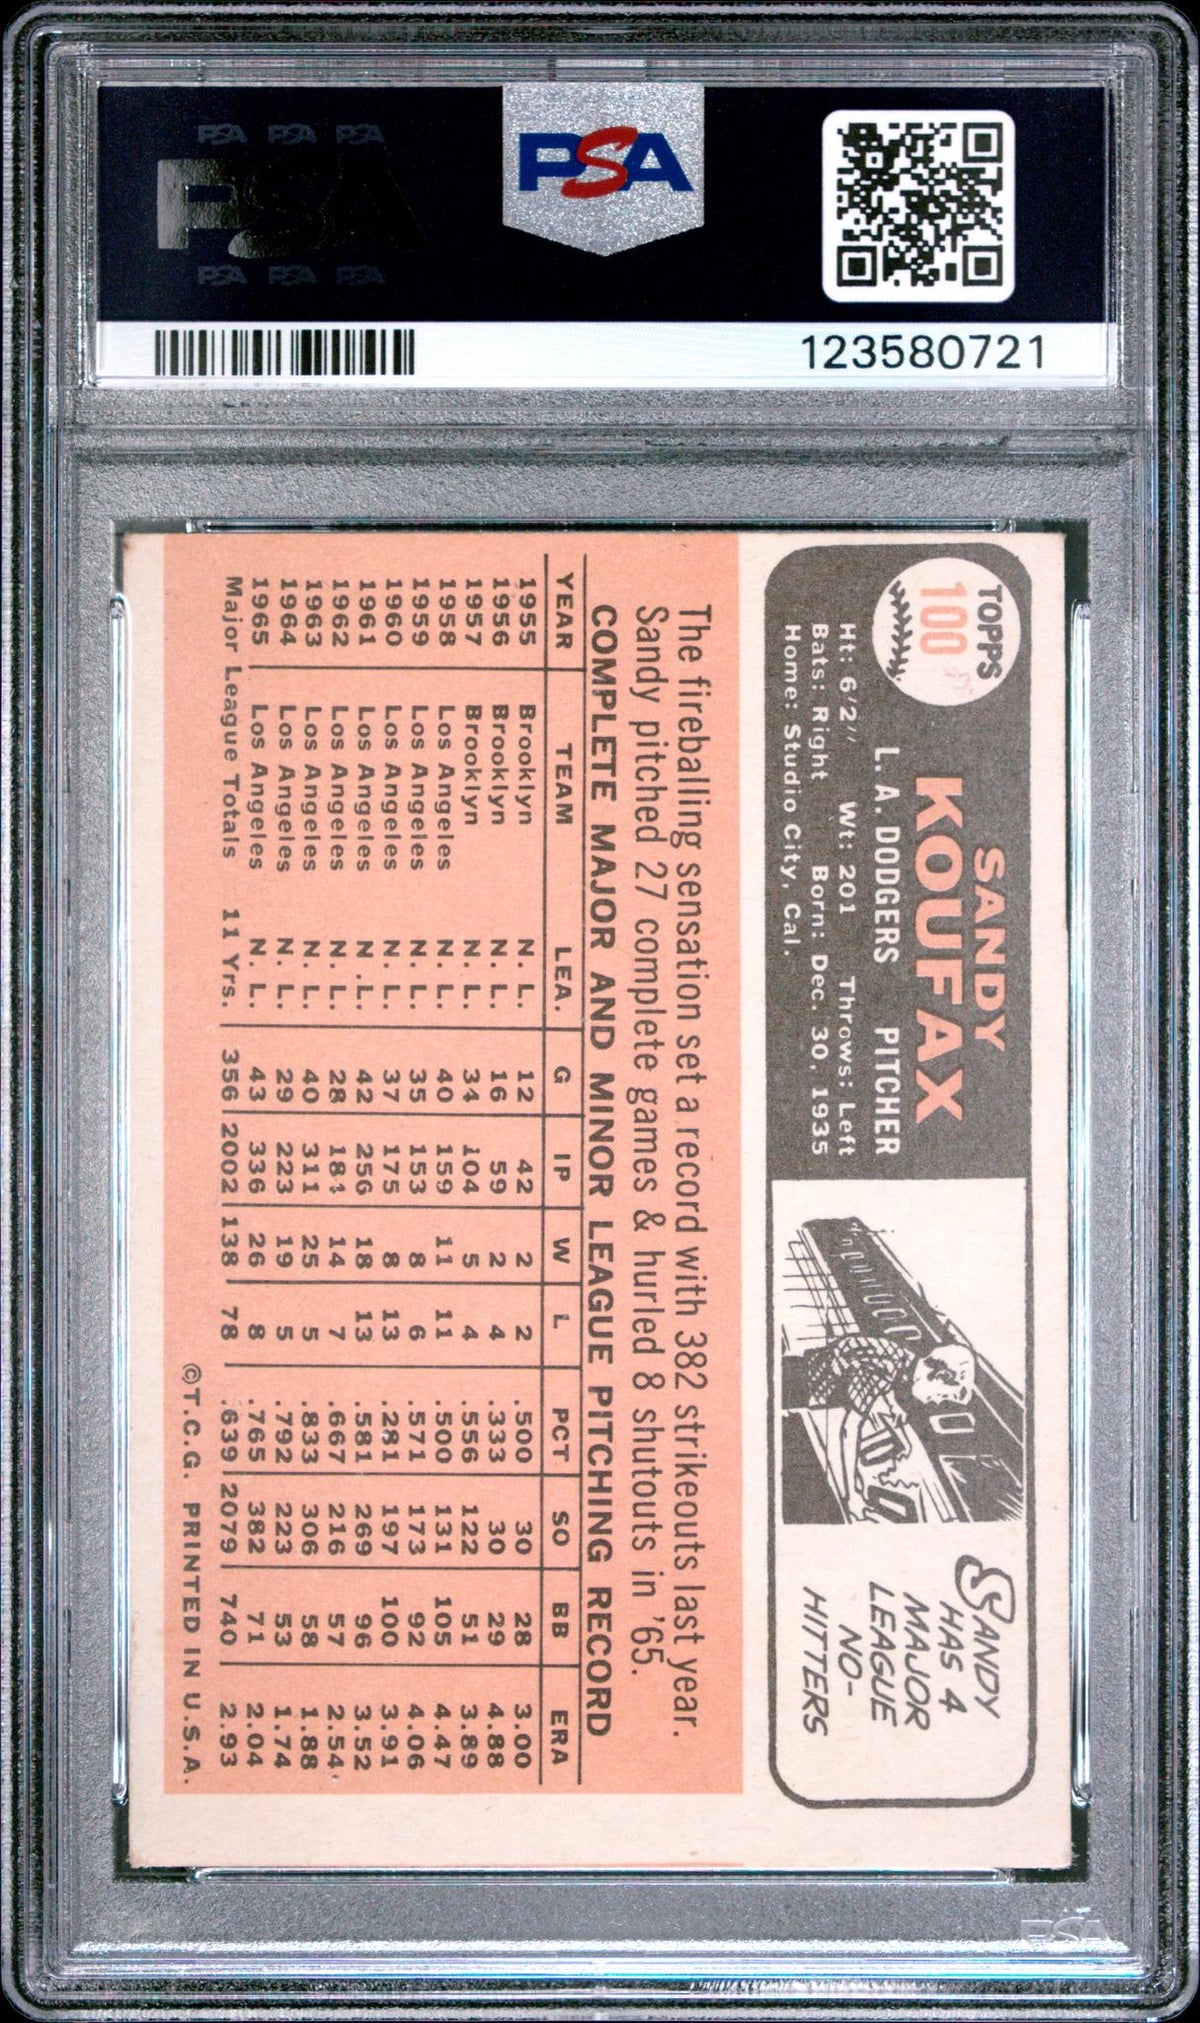 PSA PSA PSA
PSA
PSA PSA PSA
PSA
123580721
TOPPS
100
SANDY
KOUFAX
L. A. DODGERS PITCHER
Ht: 6'2" Wt: 201 Throws: Left
Bats: Right Born: Dec. 30, 1935
Home: Studio City, Cal.
SANDY
HAS 4
MAJOR
LEAGUE
NO-
HITTERS
The fireballing sensation set a record with 382 strikeouts last year.
Sandy pitched 27 complete games & hurled 8 shutouts in '65.
COMPLETE MAJOR AND MINOR LEAGUE PITCHING RECORD
YEAR TEAM LEA. G IP W L PCT SO BB ERA
1955 Brooklyn N. L. 12 42 2 2 .500 30 28 3.00
1956 Brooklyn N. L. 16 59 2 4 .333 30 29 4.88
1957 Brooklyn N. L. 34 104 5 4 .556 122 51 3.89
1958 Los Angeles N. L. 40 159 11 11 .500 131 105 4.47
1959 Los Angeles N. L. 35 153 8 6 .571 173 92 4.06
1960 Los Angeles N. L. 37 175 8 13 .281 197 100 3.91
1961 Los Angeles N. L. 42 256 18 13 .581 269 96 3.52
1962 Los Angeles N. L. 28 184 14 7 .667 216 57 2.54
1963 Los Angeles N. L. 40 311 25 5 .833 306 58 1.88
1964 Los Angeles N. L. 29 223 19 5 .792 223 53 1.74
1965 Los Angeles N. L. 43 336 26 8 .765 382 71 2.04
Major League Totals 11 Yrs. 356 2002 138 78 .639 2079 740 2.93
©T.C.G. PRINTED IN U.S.A.
PSA